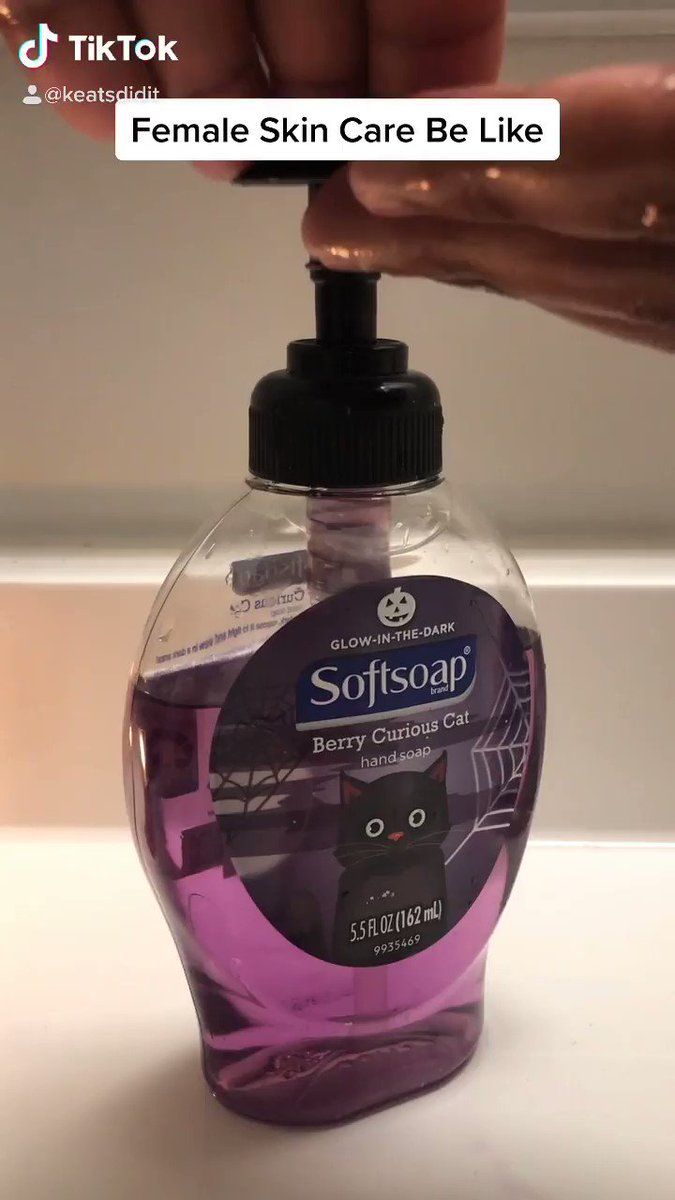 TikTok
@keatsdidit
Female Skin Care Be Like
GLOW-IN-THE-DARK
Softsoap®
brand
Berry Curious Cat
hand soap
5.5 FL OZ (162 mL)
9935469